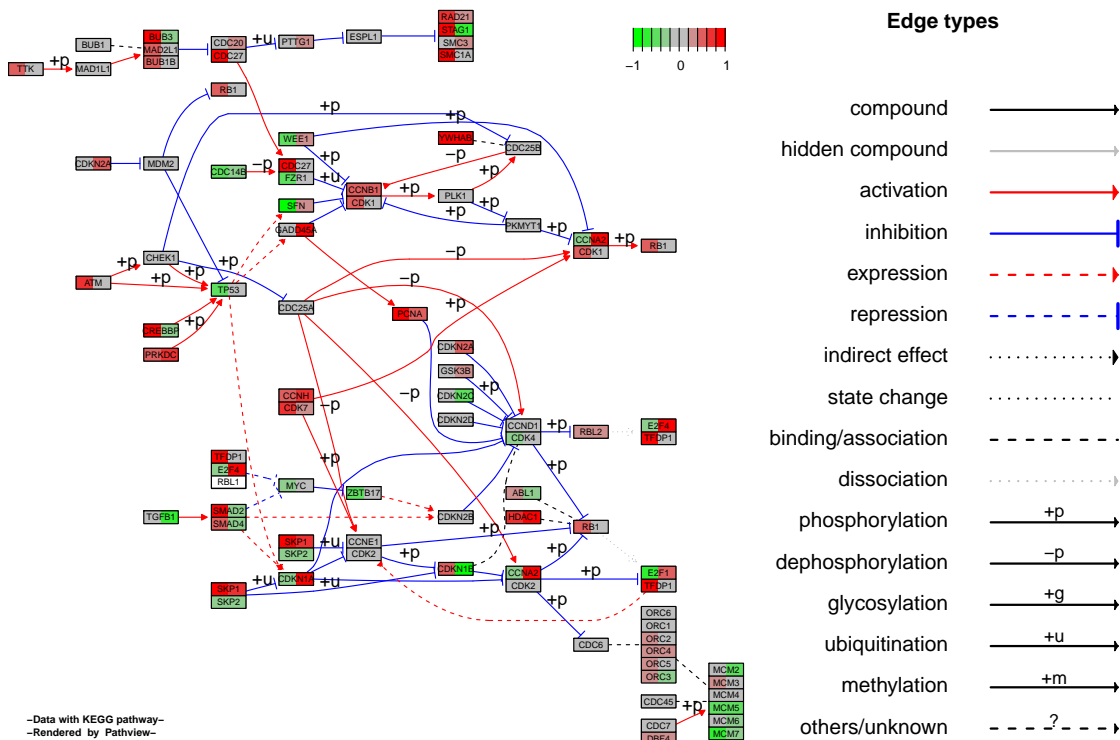 Edge types
−1 0 1
compound
hidden compound
activation
inhibition
expression
repression
indirect effect
state change
binding/association
dissociation
phosphorylation +p
dephosphorylation −p
glycosylation +g
ubiquitination +u
methylation +m
others/unknown ?
TTK
+p
BUB1
MAD1L1
BUB3
MAD2L1
BUB1B
CDC20
CDC27
+u
PTTG1
ESPL1
RAD21
STAG1
SMC3
SMC1A
RB1
CDKN2A
MDM2
CDC14B
−p
WEE1
+p
CDC27
FZR1
+u
SFN
GADD45A
CCNB1
CDK1
+p
+p
YWHAB
CDC25B
−p
PLK1
+p
+p
PKMYT1
+p
CCNA2
CDK1
+p
RB1
CHEK1
+p
ATM
+p
+p
+p
TP53
CREBBP
+p
PRKDC
CDC25A
−p
−p
PCNA
CDKN2A
GSK3B
+p
CDKN2C
CDKN2D
CCNH
CDK7
−p
−p
CCND1
CDK4
+p
RBL2
E2F4
TFDP1
+p
TFDP1
E2F4
RBL1
MYC
ZBTB17
TGFB1
SMAD2
SMAD4
CDKN2B
ABL1
HDAC1
RB1
+p
+p
SKP1
SKP2
+u
CCNE1
CDK2
+p
CDKN1B
CCNA2
CDK2
+p
E2F1
TFDP1
SKP1
SKP2
+u
CDKN1A
+u
+p
CDC6
ORC6
ORC1
ORC2
ORC4
ORC5
ORC3
CDC45
CDC7
DBF4
+p
MCM2
MCM3
MCM4
MCM5
MCM6
MCM7
−Data with KEGG pathway−
−Rendered by Pathview−